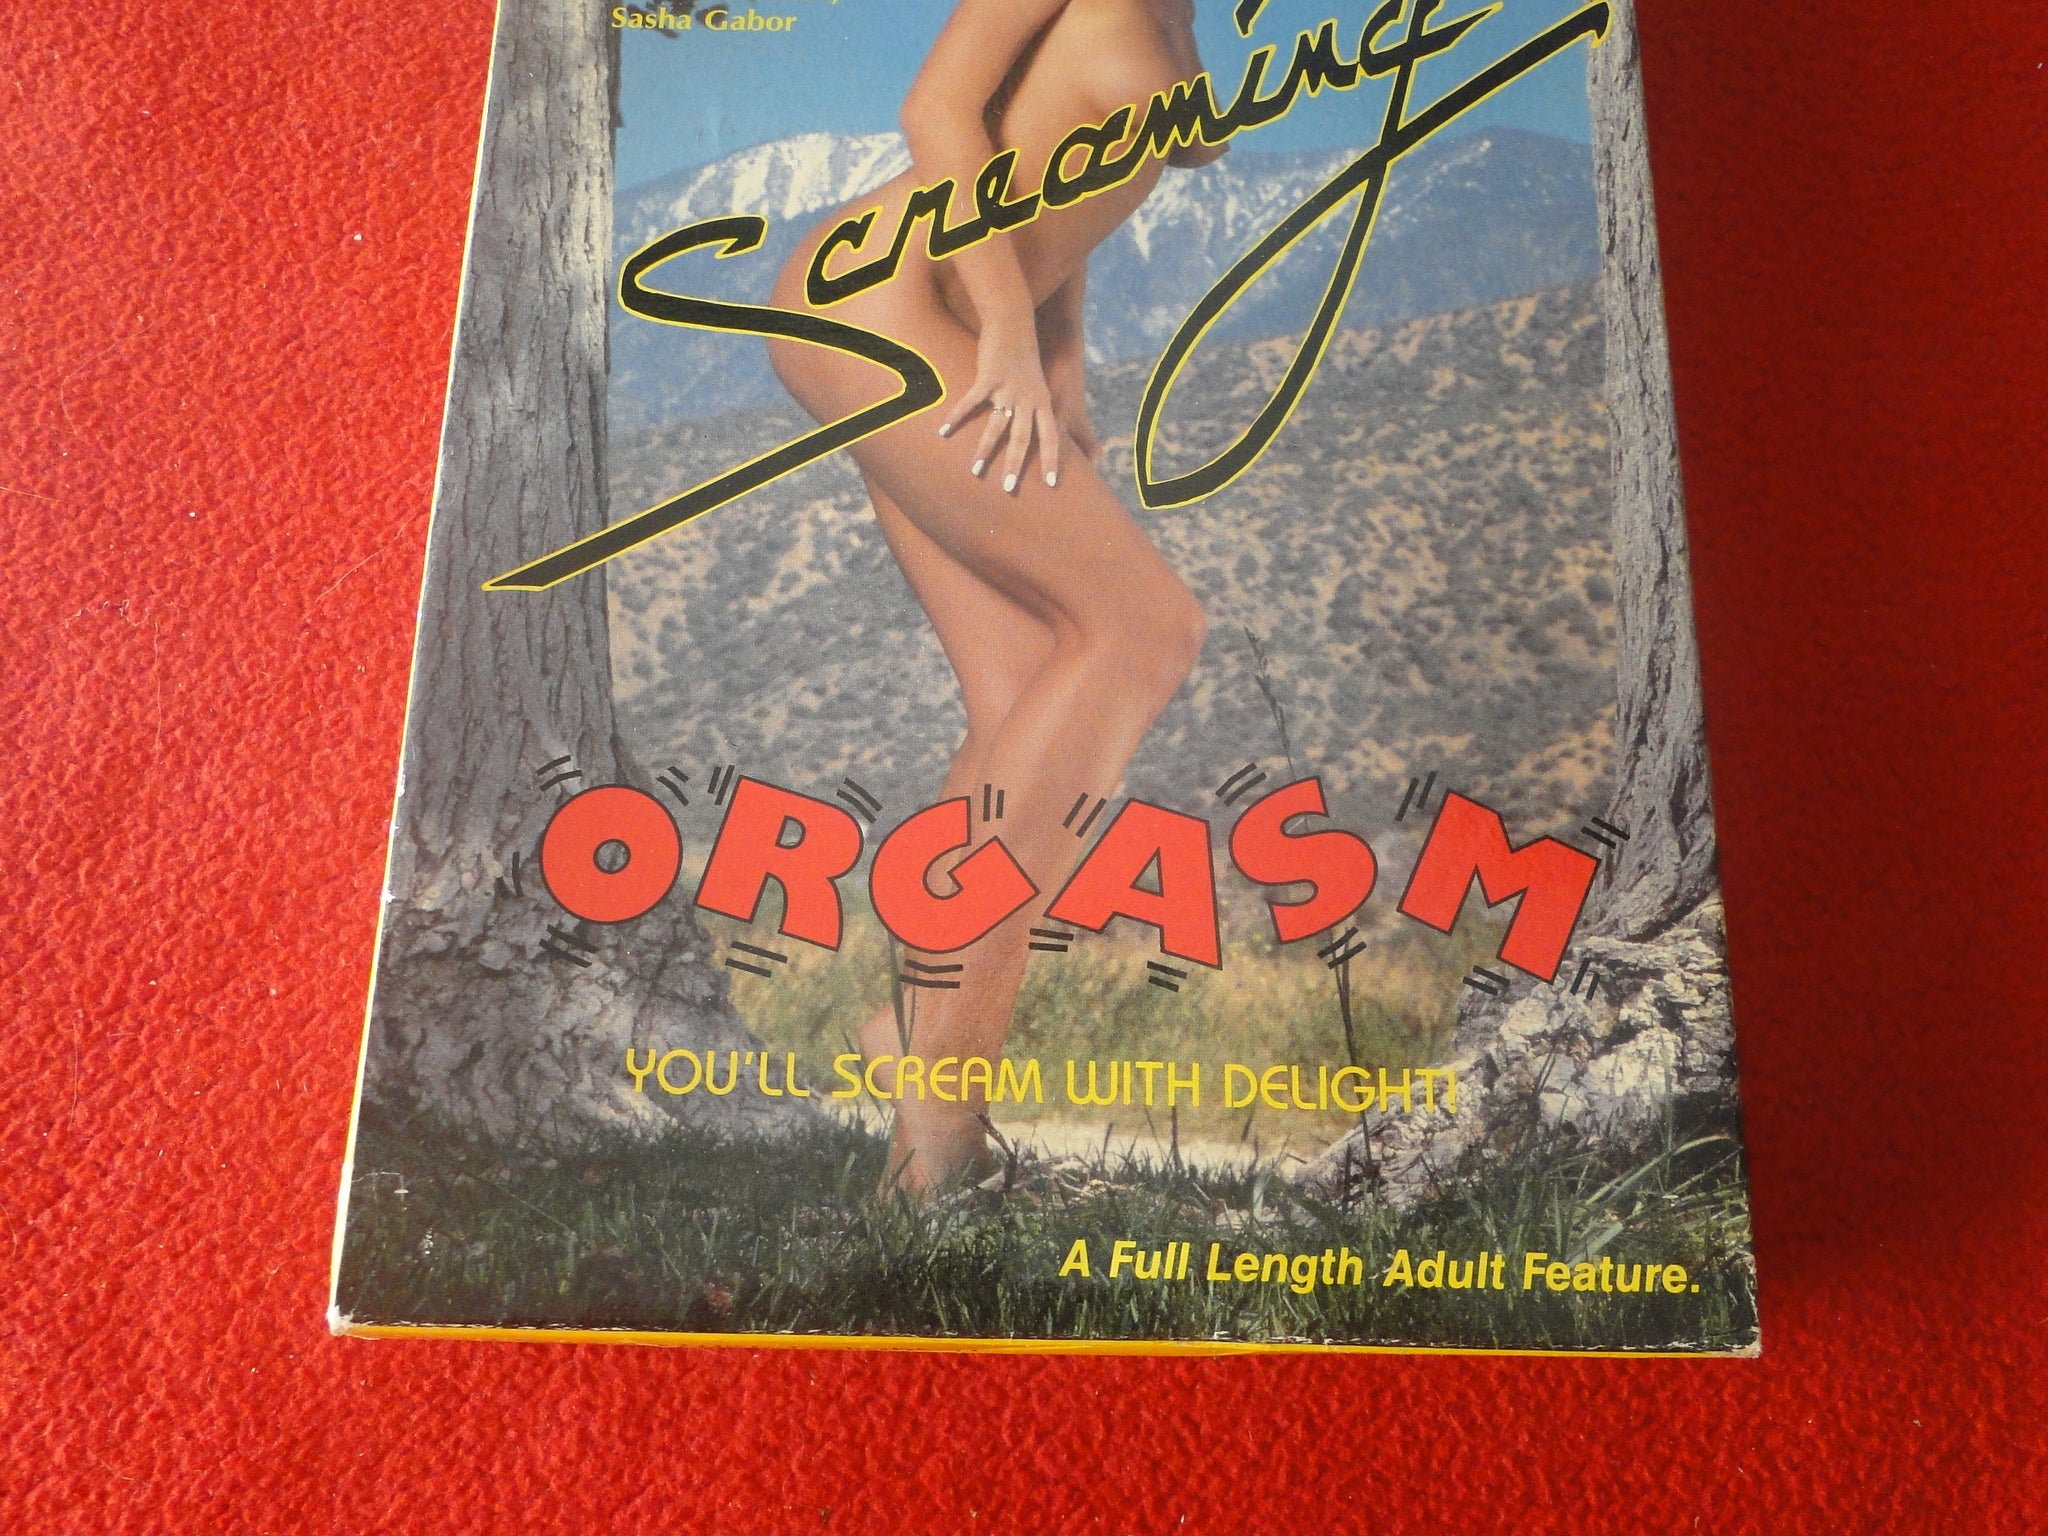 Sasha Gabor
Screaming
ORGASM
YOU'LL SCREAM WITH DELIGHT!
A Full Length Adult Feature.